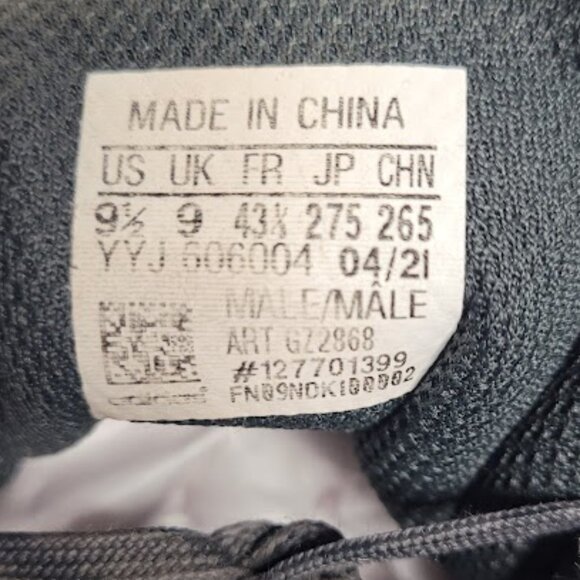 MADE IN CHINA
US UK FR JP CHN
9½ 9 43⅓ 275 265
YYJ 606004 04/21
MALE/MÂLE
ART GZ2868
#127701399
FN09NDK100002